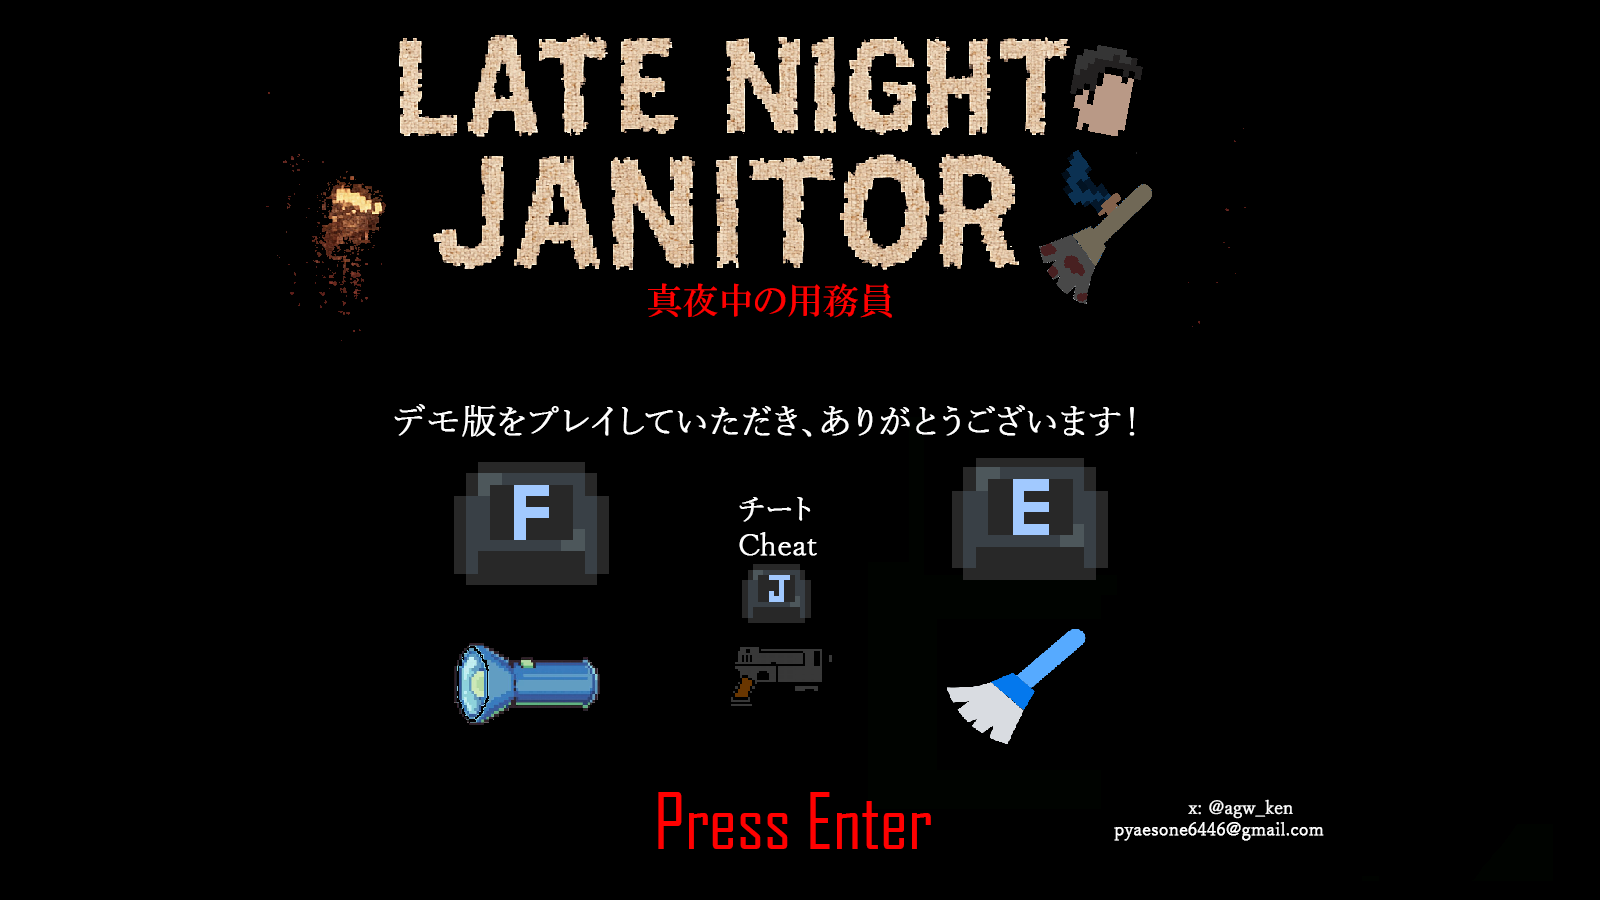 LATE NIGHT
JANITOR
真夜中の用務員
デモ版をプレイしていただき、ありがとうございます！
F
E
チート
Cheat
J
Press Enter
x: @agw_ken
pyaesone6446@gmail.com